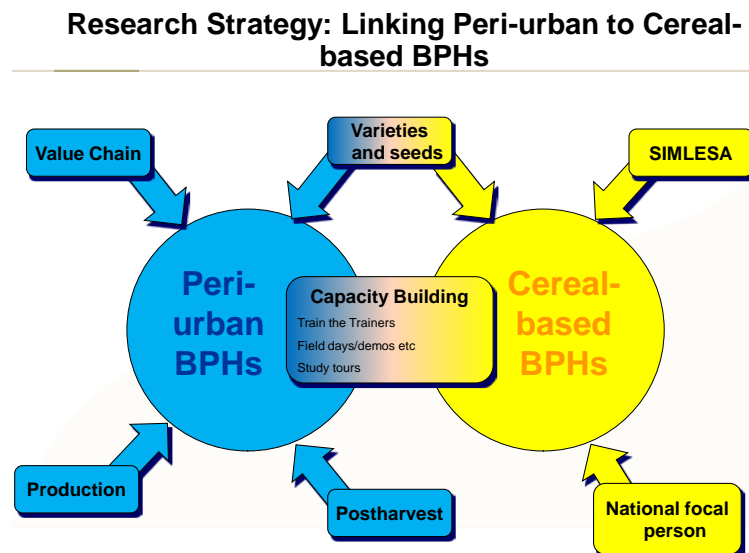 Research Strategy: Linking Peri-urban to Cereal-
based BPHs
Varieties
and seeds
Value Chain
SIMLESA
Peri-
urban
BPHs
Capacity Building
Train the Trainers
Field days/demos etc
Study tours
Cereal-
based
BPHs
Production
Postharvest
National focal
person